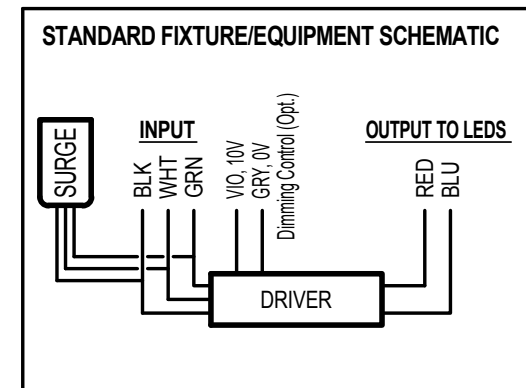 STANDARD FIXTURE/EQUIPMENT SCHEMATIC
SURGE
INPUT
BLK
WHT
GRN
VIO, 10V
GRY, 0V
Dimming Control (Opt.)
OUTPUT TO LEDS
RED
BLU
DRIVER